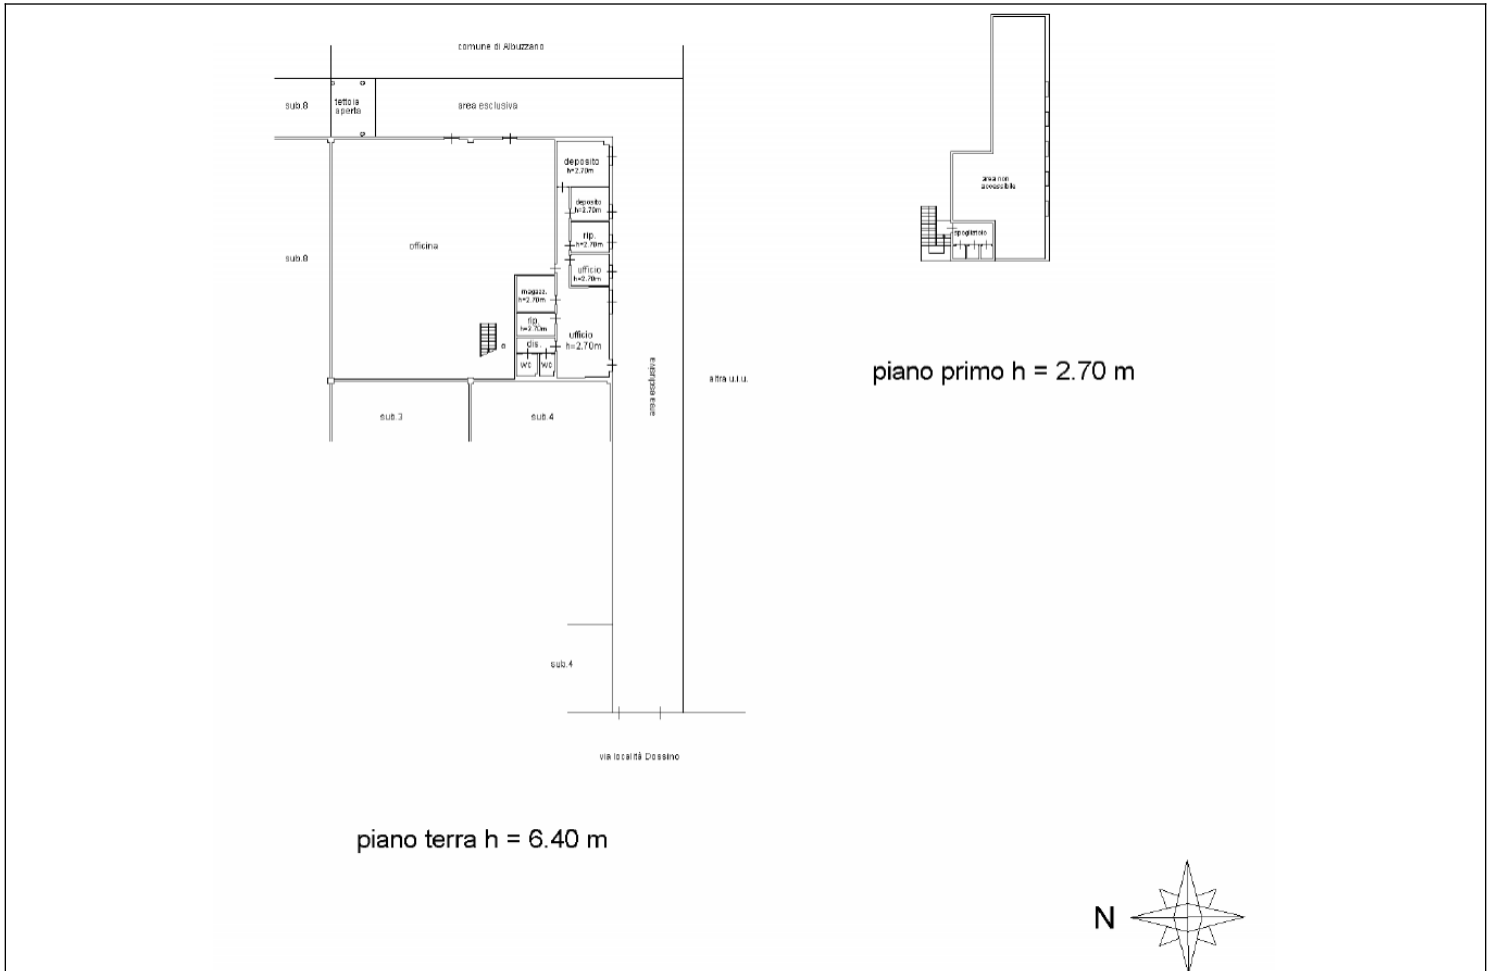 comune di Albuzzano
sub.8
tettoia
aperta
area esclusiva
deposito
h=2.70m
deposito
h=2.70m
rip.
h=2.70m
officina
sub.8
ufficio
h=2.70m
magazz.
h=2.70m
rip.
h=2.70m
dis.
wc
wc
ufficio
h=2.70m
area esclusiva
altra u.i.u.
sub.3
sub.4
sub.4
via località Dossino
piano terra h = 6.40 m
area non
accessibile
spogliatoio
piano primo h = 2.70 m
N